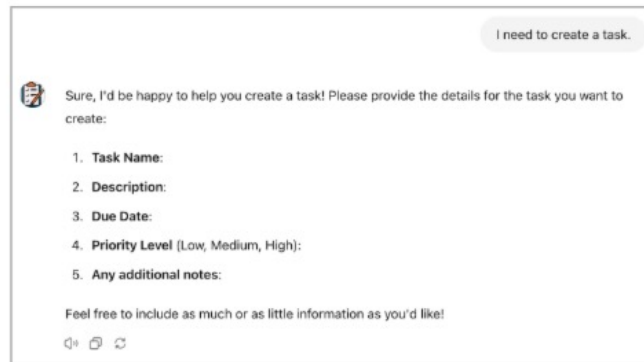 I need to create a task.
Sure, I'd be happy to help you create a task! Please provide the details for the task you want to
create:
1. Task Name:
2. Description:
3. Due Date:
4. Priority Level (Low, Medium, High):
5. Any additional notes:
Feel free to include as much or as little information as you'd like!